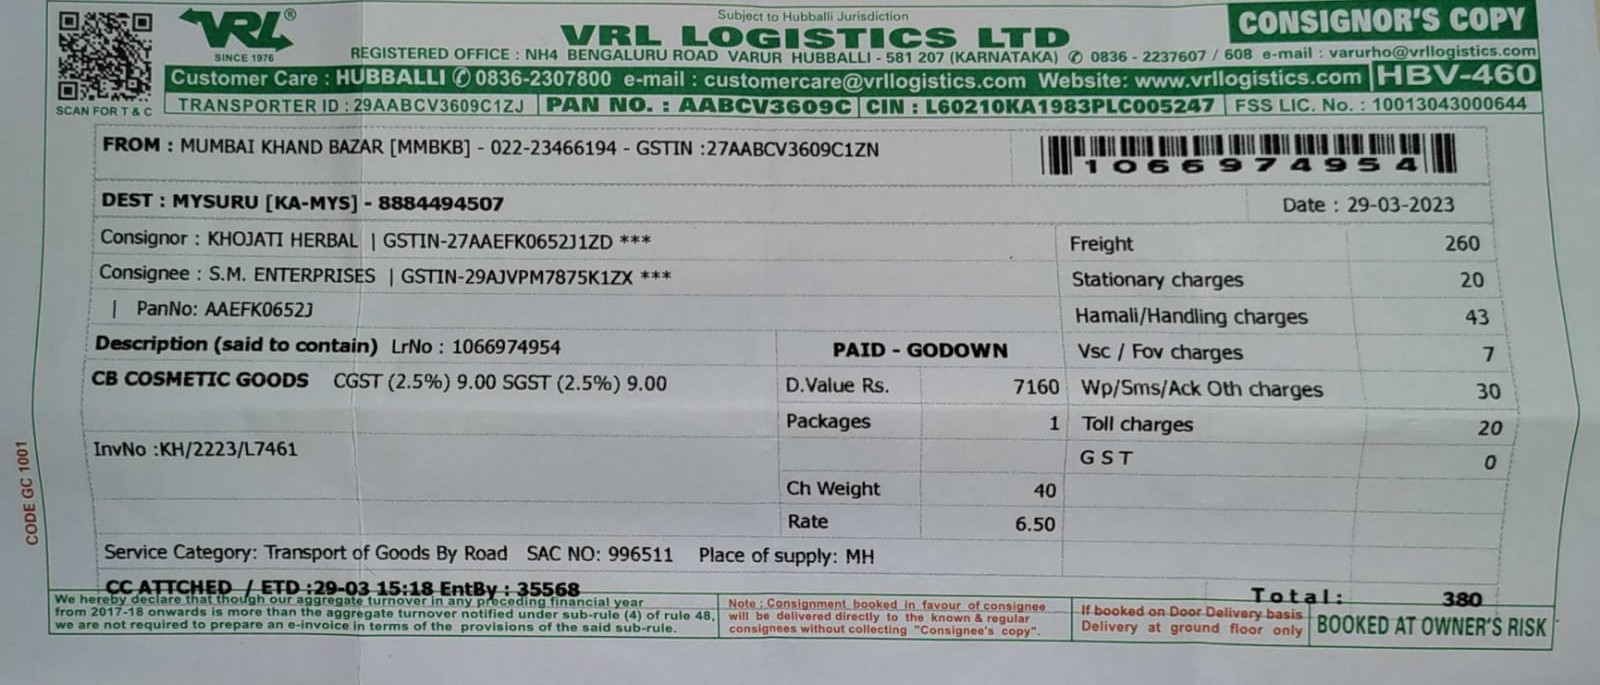 Subject to Hubballi Jurisdiction
CONSIGNOR'S COPY
VRL®
SINCE 1976
VRL LOGISTICS LTD
REGISTERED OFFICE : NH4 BENGALURU ROAD VARUR HUBBALLI - 581 207 (KARNATAKA) ✆ 0836 - 2237607 / 608 e-mail : varurho@vrllogistics.com
Customer Care : HUBBALLI ✆ 0836-2307800 e-mail : customercare@vrllogistics.com Website: www.vrllogistics.com HBV-460
SCAN FOR T & C
TRANSPORTER ID : 29AABCV3609C1ZJ PAN NO. : AABCV3609C CIN : L60210KA1983PLC005247 FSS LIC. No. : 10013043000644
FROM : MUMBAI KHAND BAZAR [MMBKB] - 022-23466194 - GSTIN :27AABCV3609C1ZN
1066974954
DEST : MYSURU [KA-MYS] - 8884494507
Date : 29-03-2023
Consignor : KHOJATI HERBAL | GSTIN-27AAEFK0652J1ZD ***
Freight 260
Consignee : S.M. ENTERPRISES | GSTIN-29AJVPM7875K1ZX ***
Stationary charges 20
| PanNo: AAEFK0652J
Hamali/Handling charges 43
Description (said to contain) LrNo : 1066974954
PAID - GODOWN
Vsc / Fov charges 7
CB COSMETIC GOODS CGST (2.5%) 9.00 SGST (2.5%) 9.00
D.Value Rs. 7160
Wp/Sms/Ack Oth charges 30
Packages 1
Toll charges 20
InvNo :KH/2223/L7461
G S T 0
Ch Weight 40
Rate 6.50
Service Category: Transport of Goods By Road SAC NO: 996511 Place of supply: MH
CC ATTCHED / ETD :29-03 15:18 EntBy : 35568
Total: 380
We hereby declare that though our aggregate turnover in any preceding financial year
from 2017-18 onwards is more than the aggregate turnover notified under sub-rule (4) of rule 48,
we are not required to prepare an e-invoice in terms of the provisions of the said sub-rule.
Note : Consignment booked in favour of consignee
will be delivered directly to the known & regular
consignees without collecting "Consignee's copy".
If booked on Door Delivery basis
Delivery at ground floor only
BOOKED AT OWNER'S RISK
CODE GC 1001